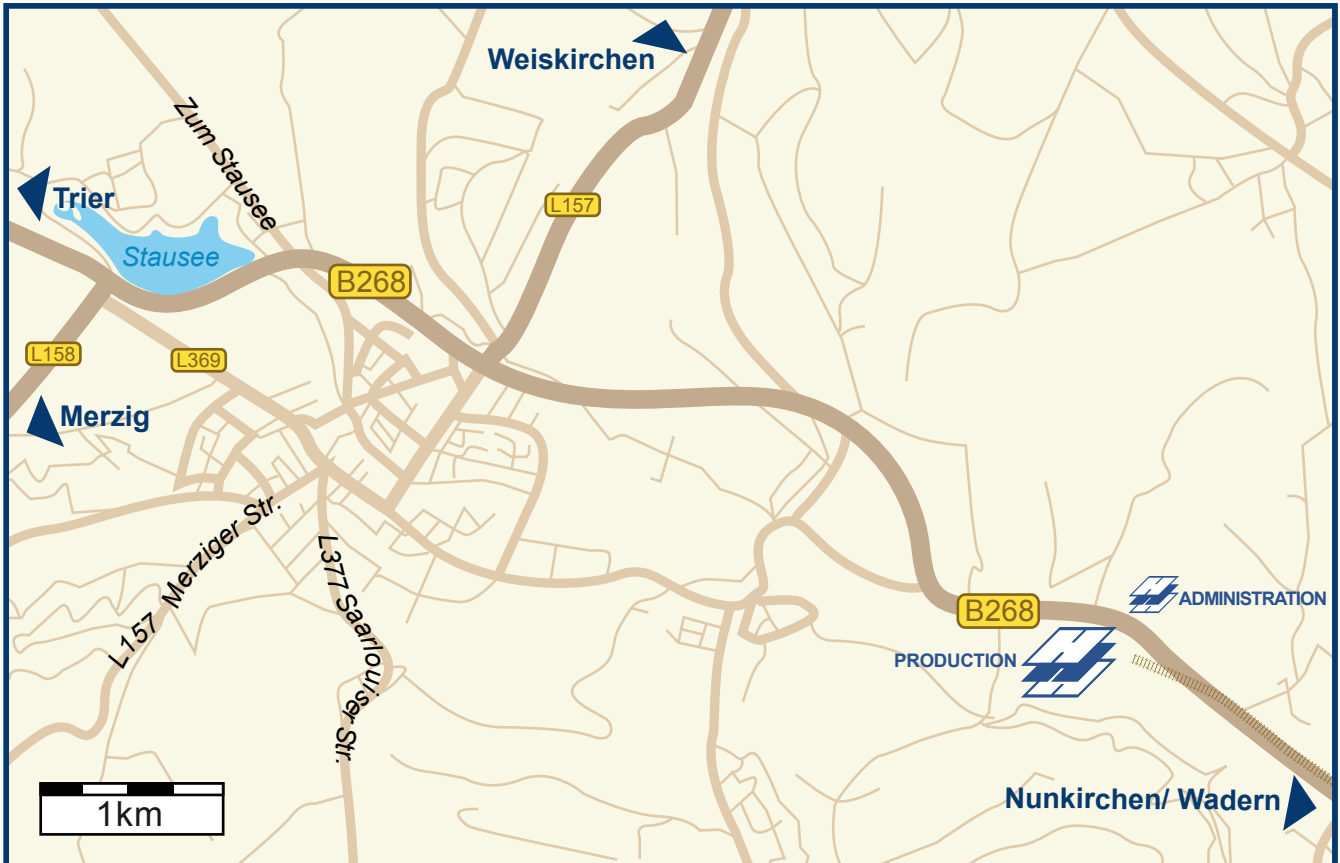 Weiskirchen
Zum Stausee
Trier
L157
Stausee
B268
L158
L369
Merzig
L157 Merziger Str.
L377 Saarlouiser Str.
B268
ADMINISTRATION
PRODUCTION
Nunkirchen/ Wadern
1km